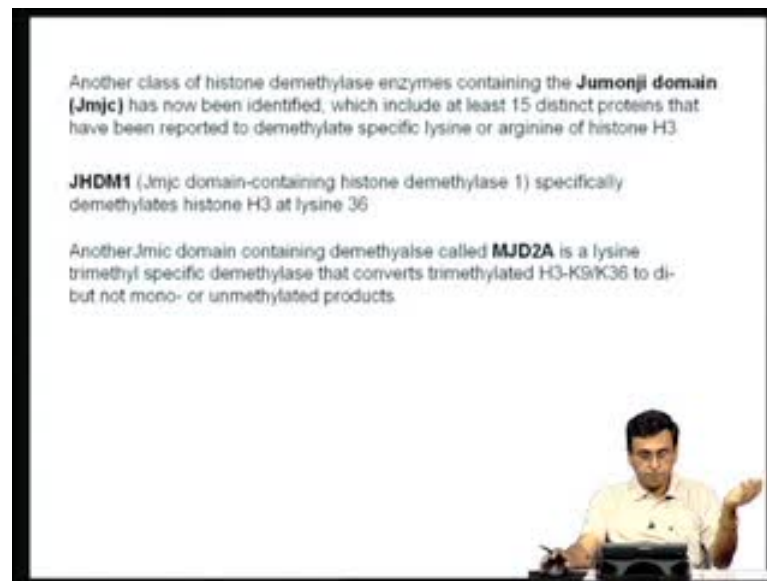 Another class of histone demethylase enzymes containing the Jumonji domain
(Jmjc) has now been identified, which include at least 15 distinct proteins that
have been reported to demethylate specific lysine or arginine of histone H3
JHDM1 (Jmjc domain-containing histone demethylase 1) specifically
demethylates histone H3 at lysine 36
AnotherJmic domain containing demethyalse called MJD2A is a lysine
trimethyl specific demethylase that converts trimethylated H3-K9/K36 to di-
but not mono- or unmethylated products